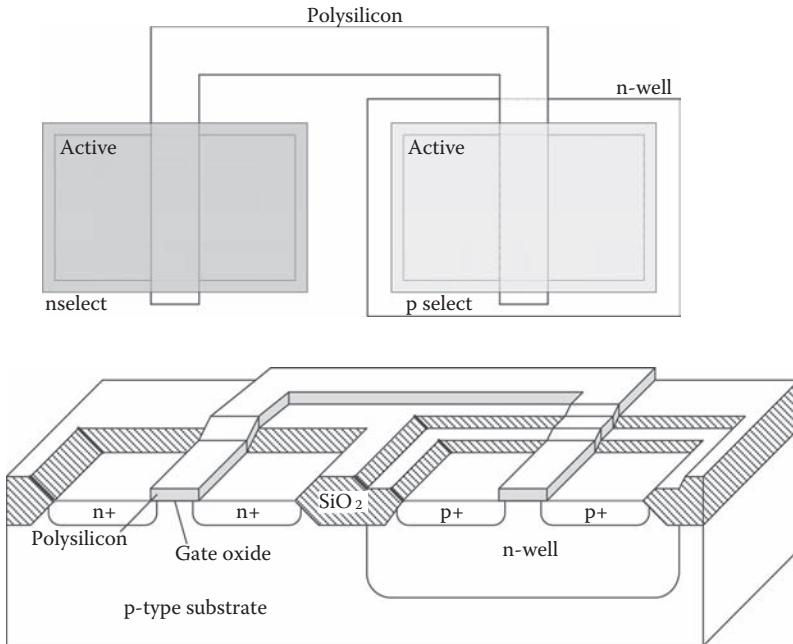 Polysilicon
n-well
Active
Active
nselect
p select
SiO2
n+
n+
p+
p+
Polysilicon
Gate oxide
n-well
p-type substrate